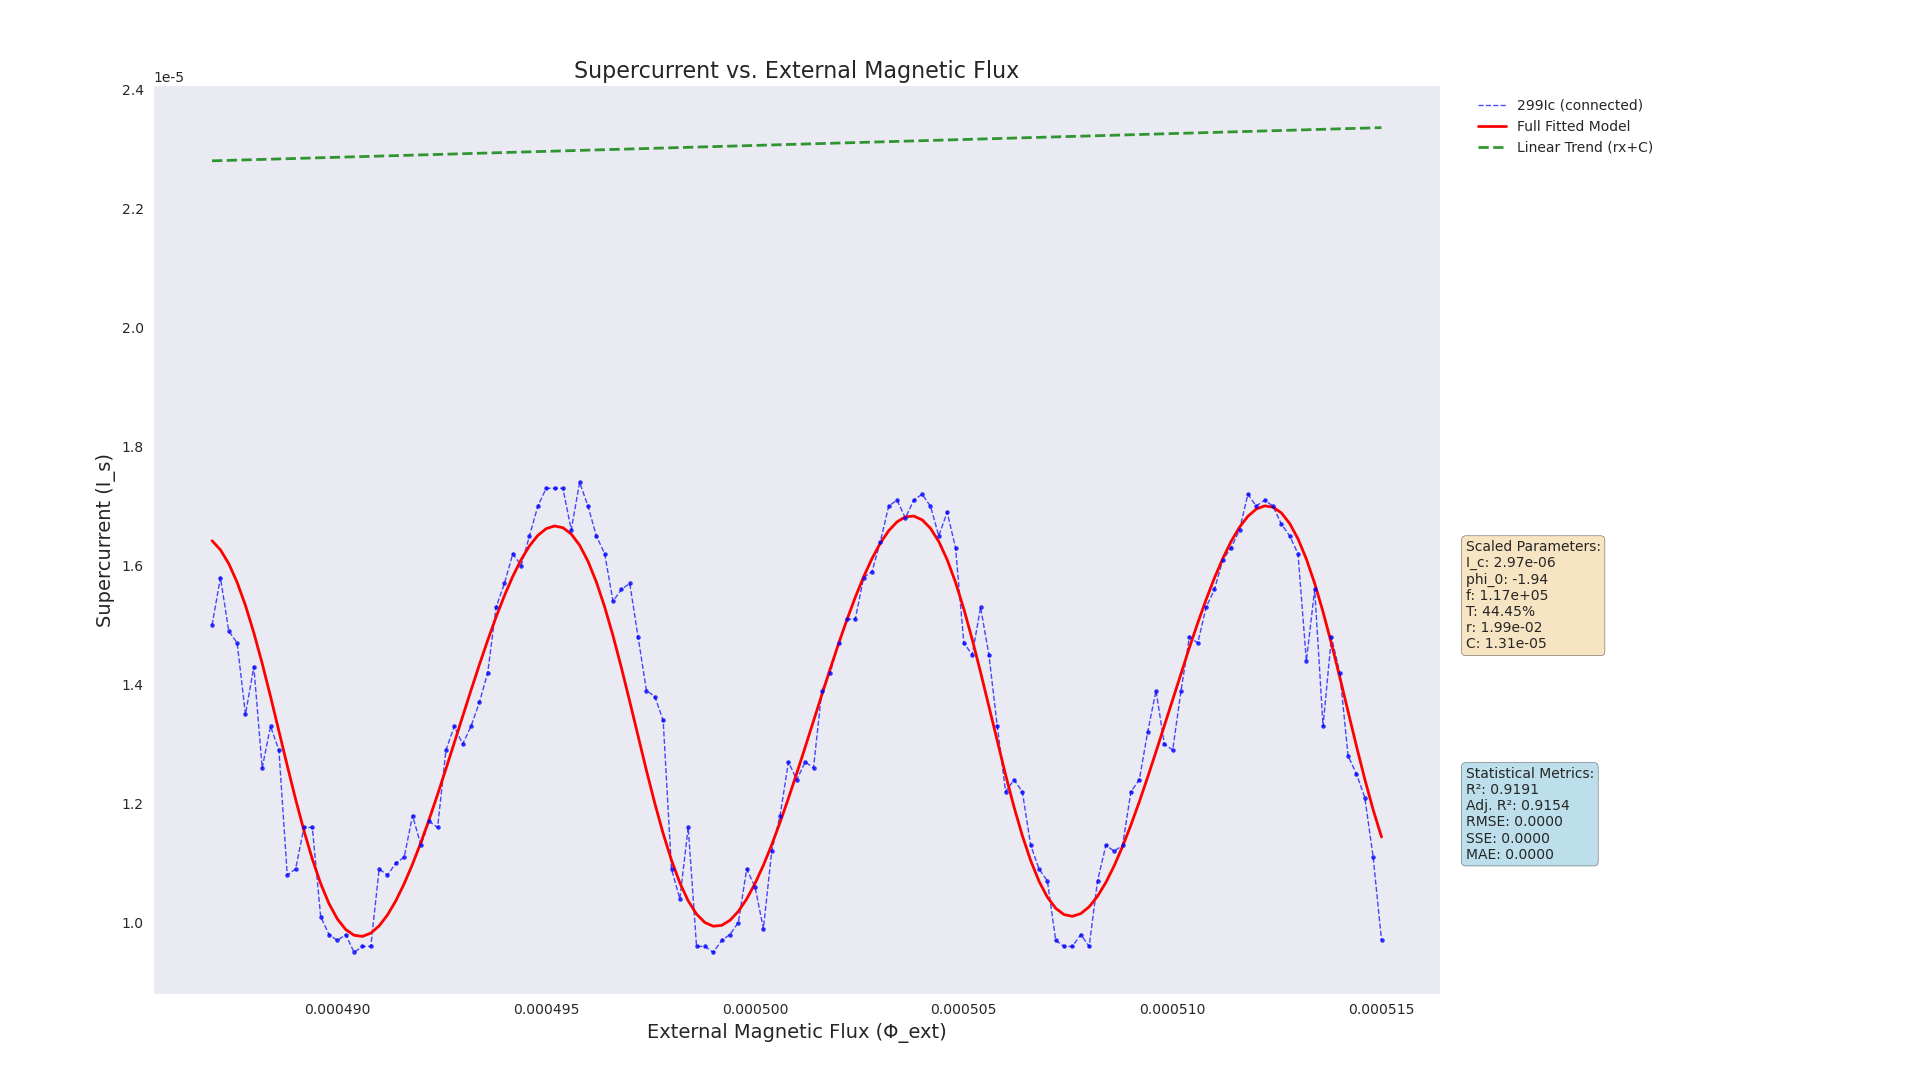 Supercurrent vs. External Magnetic Flux
1e-5
2.4
2.2
2.0
1.8
1.6
1.4
1.2
1.0
Supercurrent (I_s)
0.000490
0.000495
0.000500
0.000505
0.000510
0.000515
External Magnetic Flux (Φ_ext)
299Ic (connected)
Full Fitted Model
Linear Trend (rx+C)
Scaled Parameters:
I_c: 2.97e-06
phi_0: -1.94
f: 1.17e+05
T: 44.45%
r: 1.99e-02
C: 1.31e-05
Statistical Metrics:
R²: 0.9191
Adj. R²: 0.9154
RMSE: 0.0000
SSE: 0.0000
MAE: 0.0000